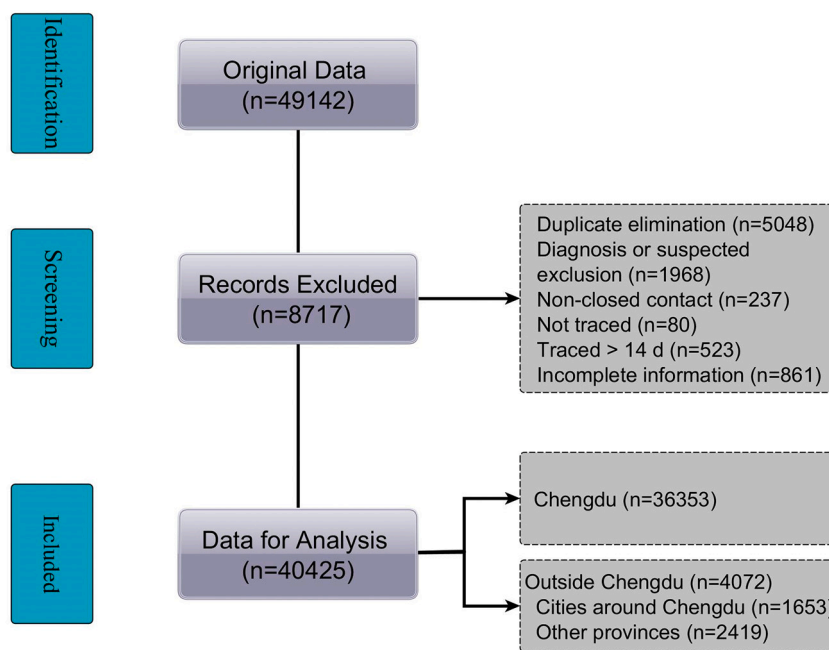 Identification
Original Data
(n=49142)
Screening
Records Excluded
(n=8717)
Duplicate elimination (n=5048)
Diagnosis or suspected
exclusion (n=1968)
Non-closed contact (n=237)
Not traced (n=80)
Traced > 14 d (n=523)
Incomplete information (n=861)
Included
Data for Analysis
(n=40425)
Chengdu (n=36353)
Outside Chengdu (n=4072)
Cities around Chengdu (n=1653)
Other provinces (n=2419)